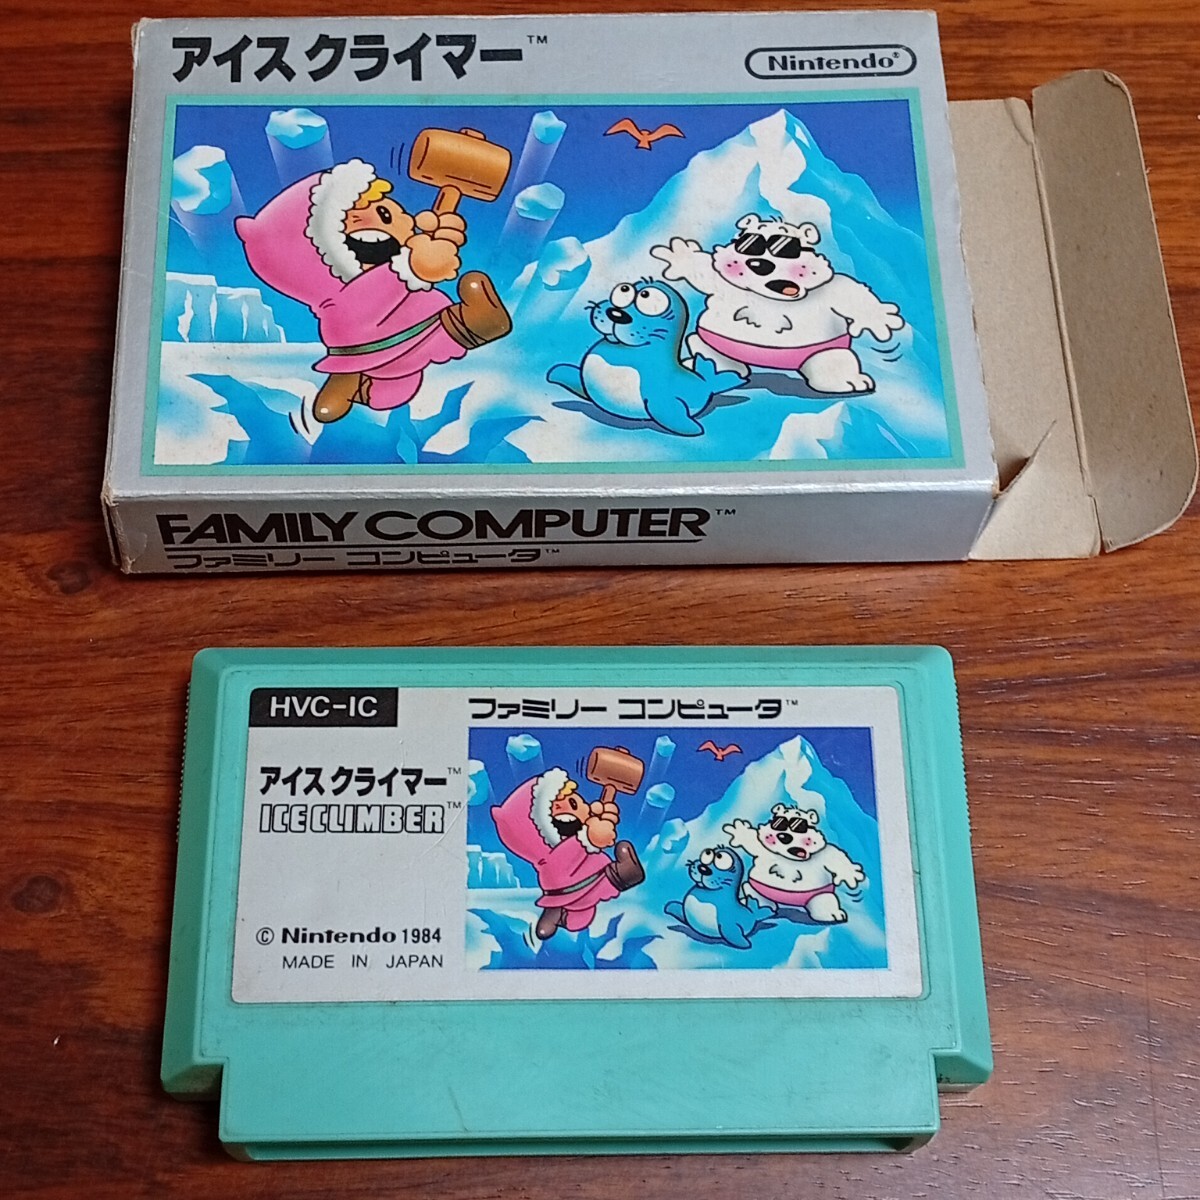 アイスクライマー™
Nintendo®
FAMILY COMPUTER™
ファミリー コンピュータ™
HVC-IC
ファミリー コンピュータ™
アイスクライマー™
ICE CLIMBER™
© Nintendo 1984
MADE IN JAPAN